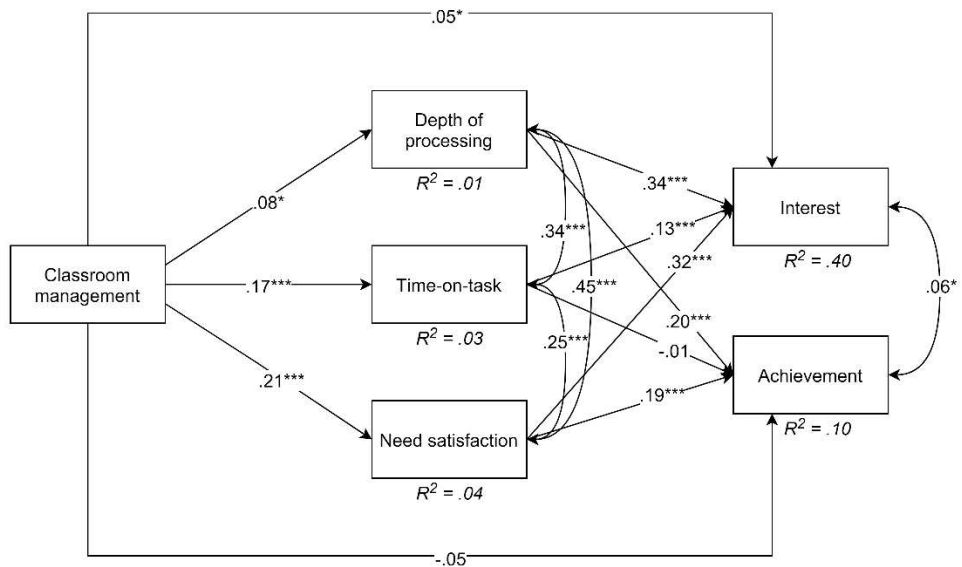 .05*
Depth of
processing
R² = .01
.34***
.08*
Interest
R² = .40
.13***
.34***
.32***
Classroom
management
.17***
Time-on-task
R² = .03
.45***
.06*
.20***
.25***
-.01
Achievement
R² = .10
.21***
.19***
Need satisfaction
R² = .04
-.05